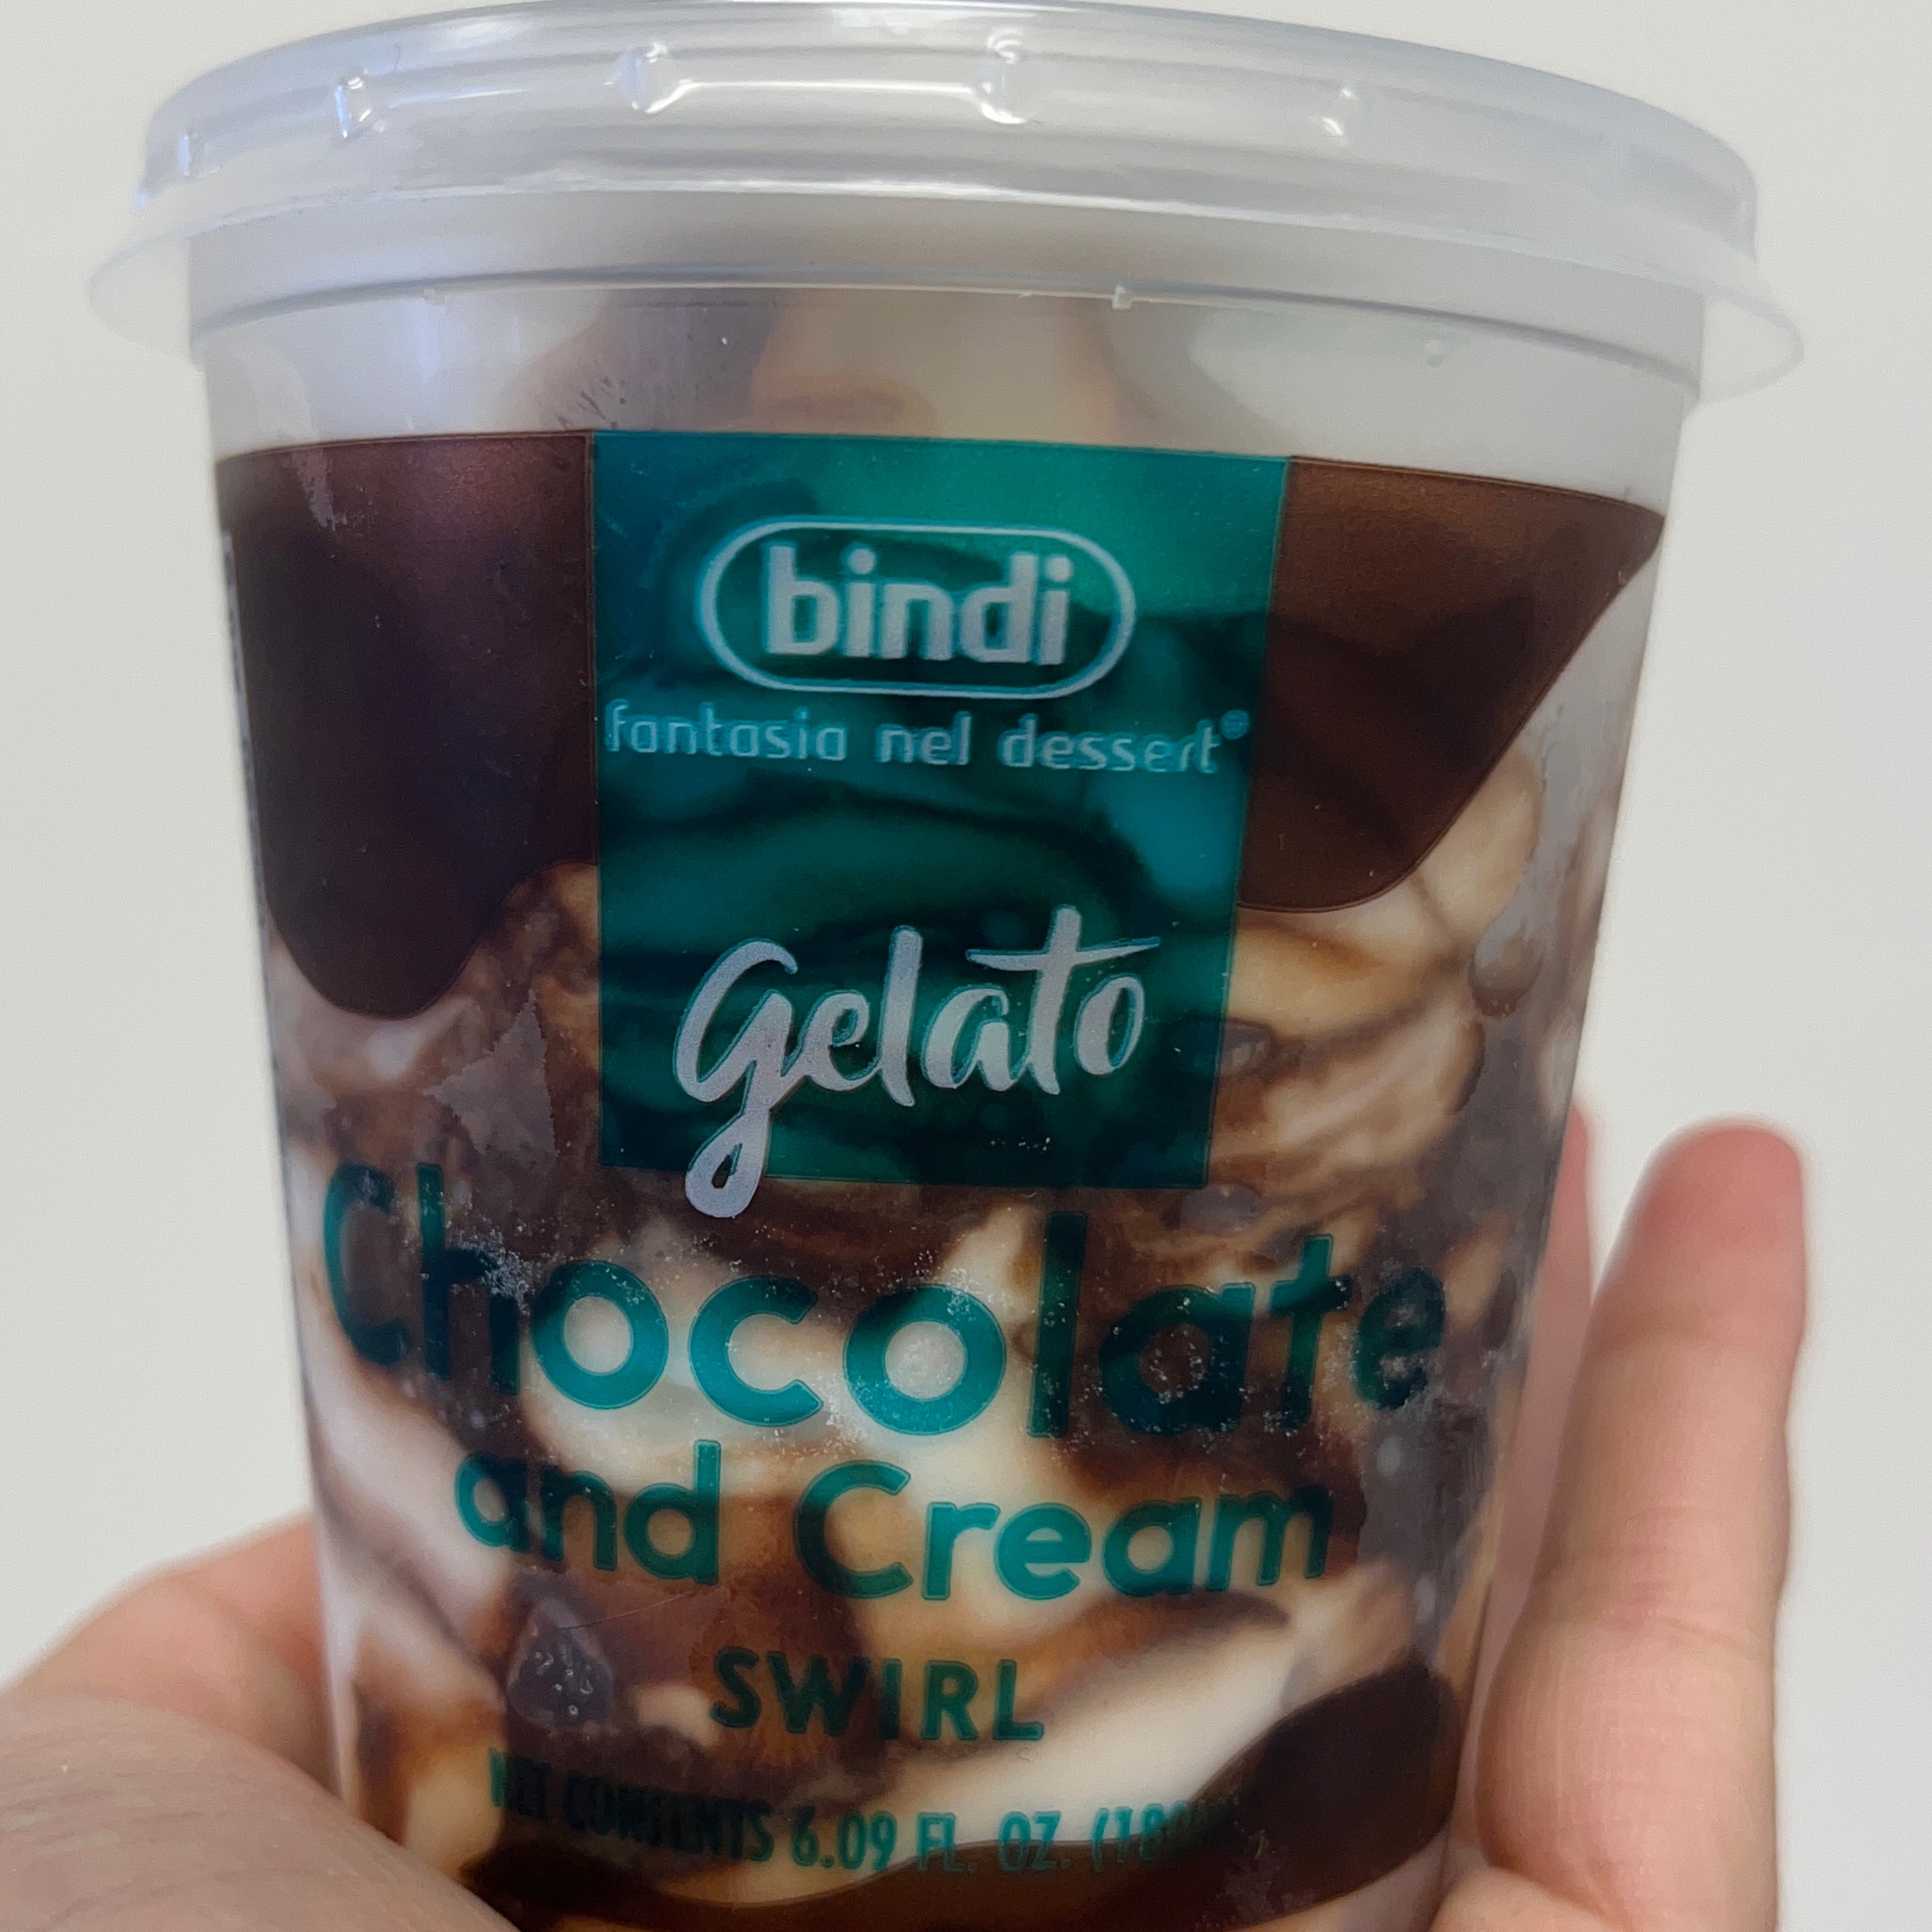 bindi
fantasia nel dessert®
gelato
Chocolate
and Cream
SWIRL
NET CONTENTS 6.09 FL. OZ.